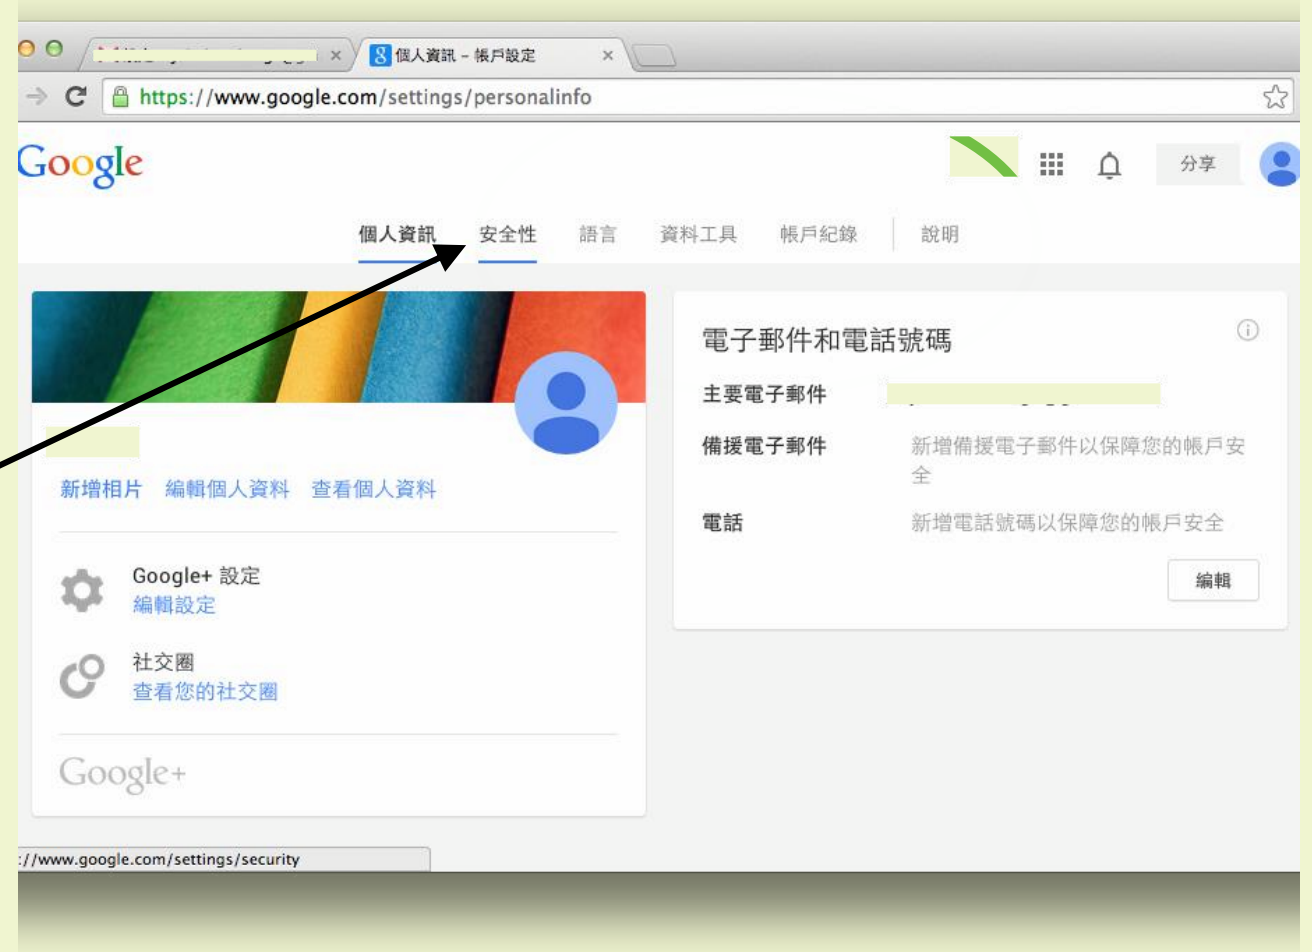 個人資訊 – 帳戶設定
https://www.google.com/settings/personalinfo
Google
分享
個人資訊 安全性 語言 資料工具 帳戶紀錄 說明
新增相片 編輯個人資料 查看個人資料
Google+ 設定
編輯設定
社交圈
查看您的社交圈
Google+
電子郵件和電話號碼
主要電子郵件
備援電子郵件 新增備援電子郵件以保障您的帳戶安
全
電話 新增電話號碼以保障您的帳戶安全
編輯
://www.google.com/settings/security